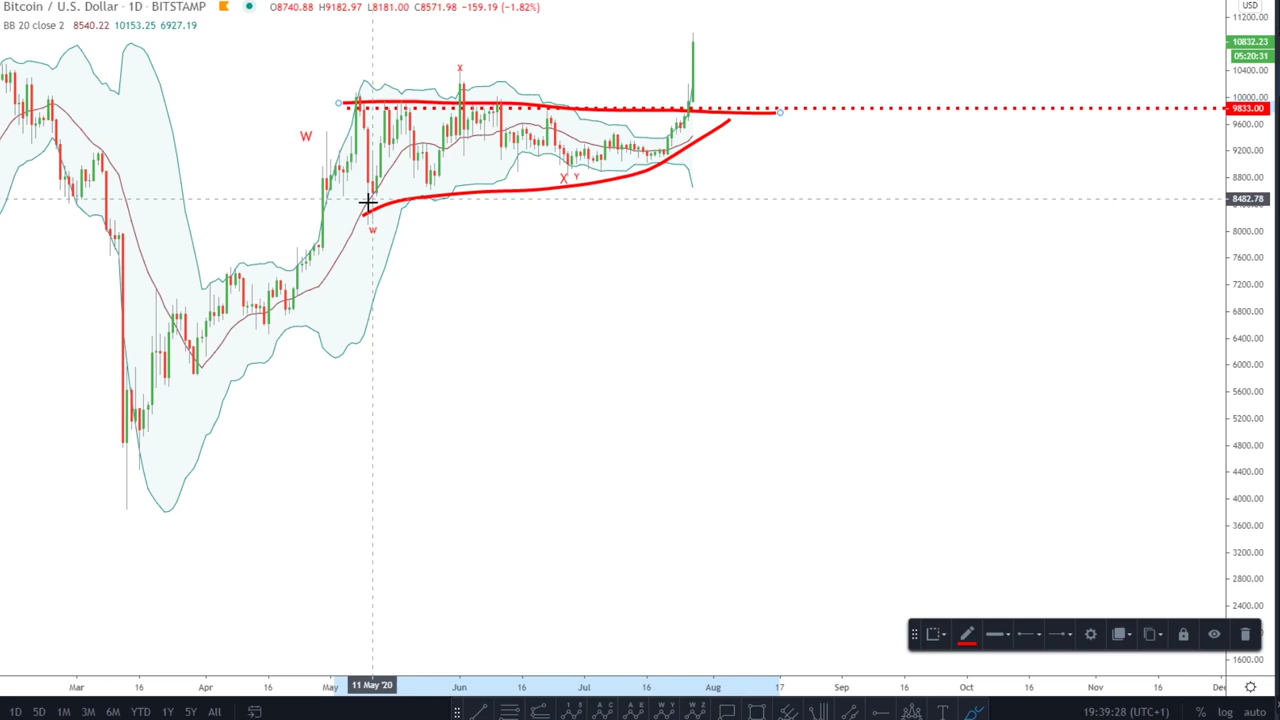 Bitcoin / U.S. Dollar · 1D · BITSTAMP O8740.88 H9182.97 L8181.00 C8571.98 -159.19 (-1.82%)
BB 20 close 2 8540.22 10153.25 6927.19
USD
11200.00
10832.23
05:20:31
10400.00
10000.00
9833.00
9600.00
9200.00
8800.00
8482.78
8000.00
7600.00
7200.00
6800.00
6400.00
6000.00
5600.00
5200.00
4800.00
4400.00
4000.00
3600.00
3200.00
2800.00
2400.00
1600.00
X
W
X Y
W
Mar 16 Apr 16 May 11 May '20 Jun 16 Jul 16 Aug 17 Sep 16 Oct 16 Nov 16
1D 5D 1M 3M 6M YTD 1Y 5Y All 19:39:28 (UTC+1) % log auto